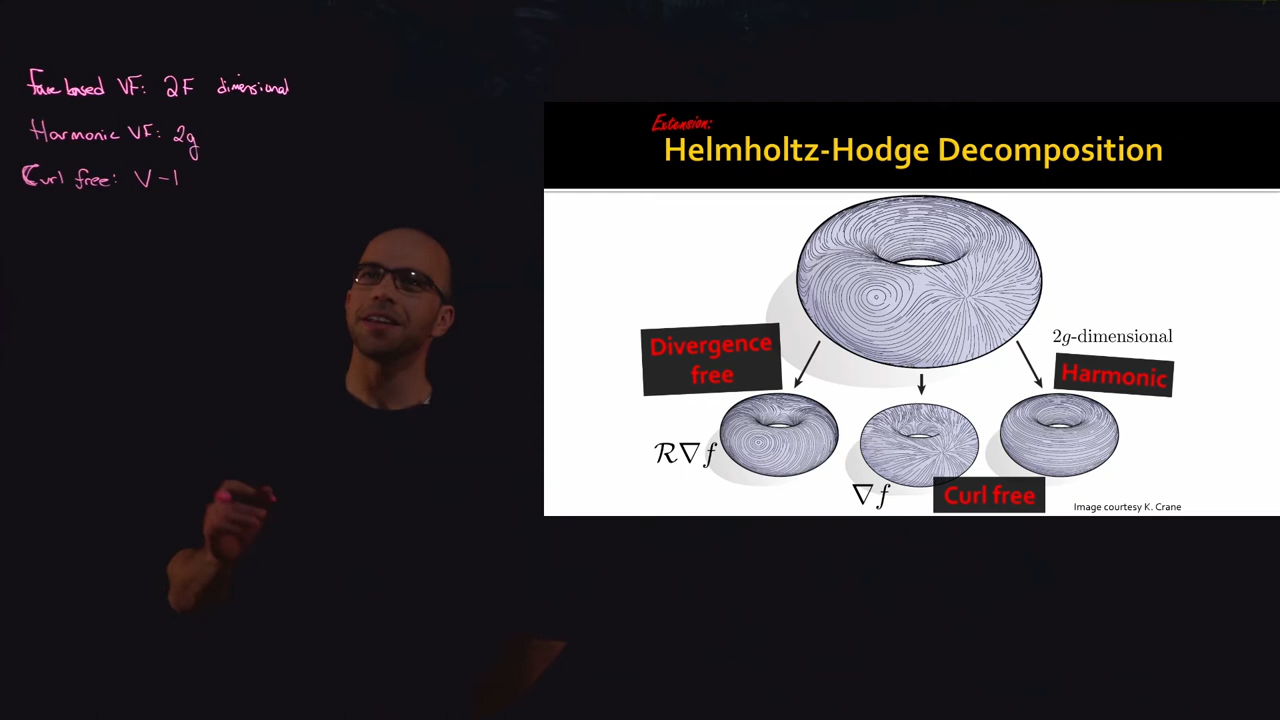 Face based VF: 2F dimensional
Harmonic VF: 2g
Curl free: V-1
Extension:
Helmholtz-Hodge Decomposition
Divergence
free
2g-dimensional
Harmonic
R∇f
∇f
Curl free
Image courtesy K. Crane